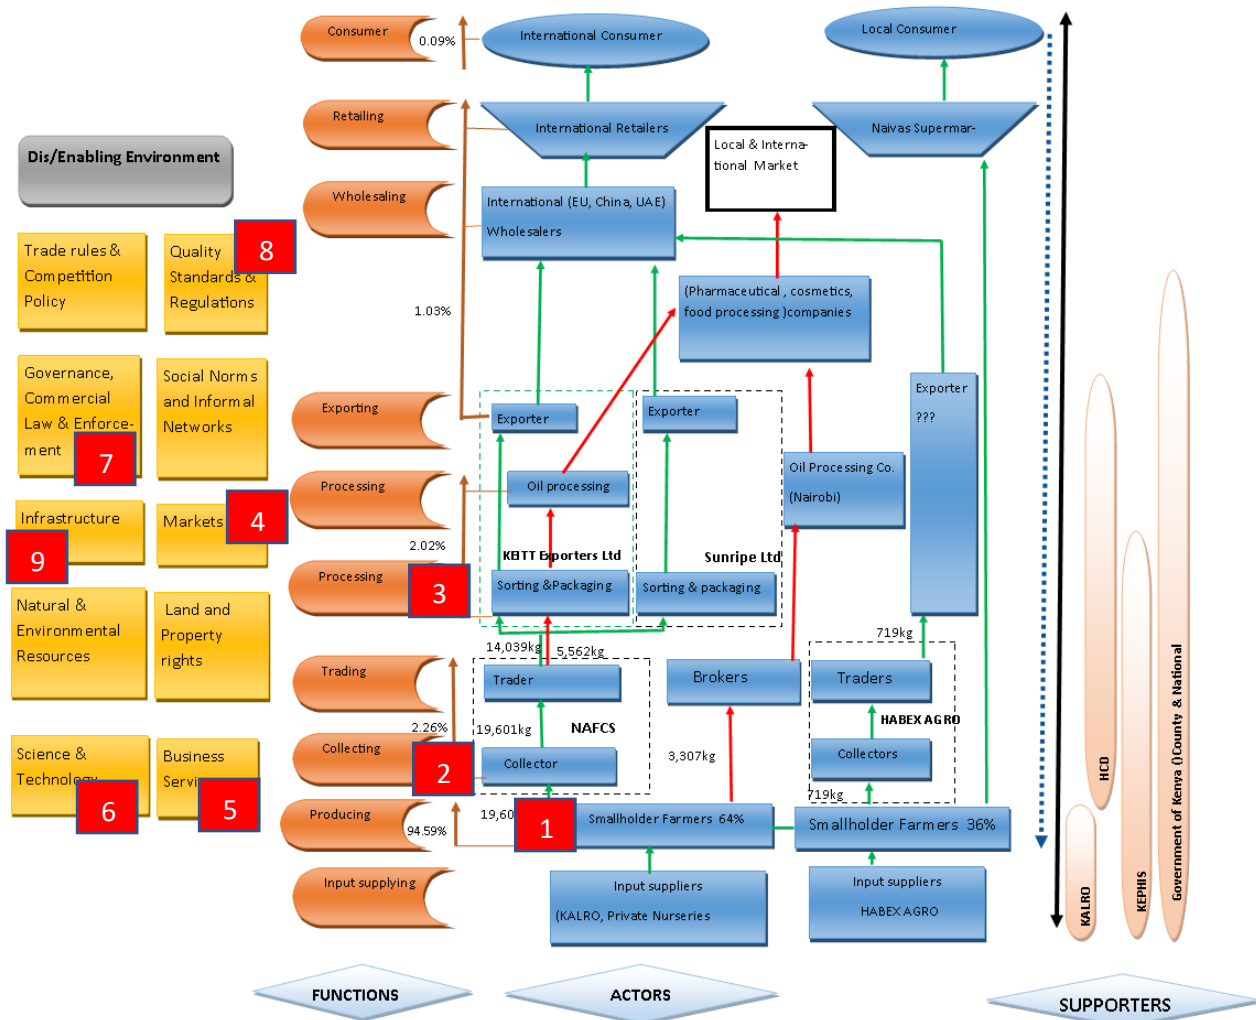 Consumer
0.09%
International Consumer
Local Consumer
Retailing
International Retailers
Naivas Supermar-
Local & Interna-
tional Market
Dis/Enabling Environment
Wholesaling
International (EU, China, UAE)
Wholesalers
Trade rules &
Competition
Policy
Quality
Standards &
Regulations
8
1.03%
(Pharmaceutical , cosmetics,
food processing )companies
Governance,
Commercial
Law & Enforce-
ment
7
Social Norms
and Informal
Networks
Exporting
Exporter
Exporter
Exporter
???
Processing
Oil processing
Oil Processing Co.
(Nairobi)
Infrastructure
9
Markets
4
2.02%
KEITT Exporters Ltd
Sunripe Ltd
Processing
3
Sorting &Packaging
Sorting & packaging
Natural &
Environmental
Resources
Land and
Property
rights
14,039kg
5,562kg
719kg
Trading
Trader
Brokers
Traders
2.26%
19,601kg
NAFCS
HABEX AGRO
3,307kg
Collecting
2
Collector
Collectors
Science &
Technology
6
Business
5
719kg
Producing
94.59%
1
Smallholder Farmers 64%
Smallholder Farmers 36%
Input supplying
Input suppliers
(KALRO, Private Nurseries
Input suppliers
HABEX AGRO
KALRO
HCD
KEPHIS
Government of Kenya ()County & National
FUNCTIONS
ACTORS
SUPPORTERS